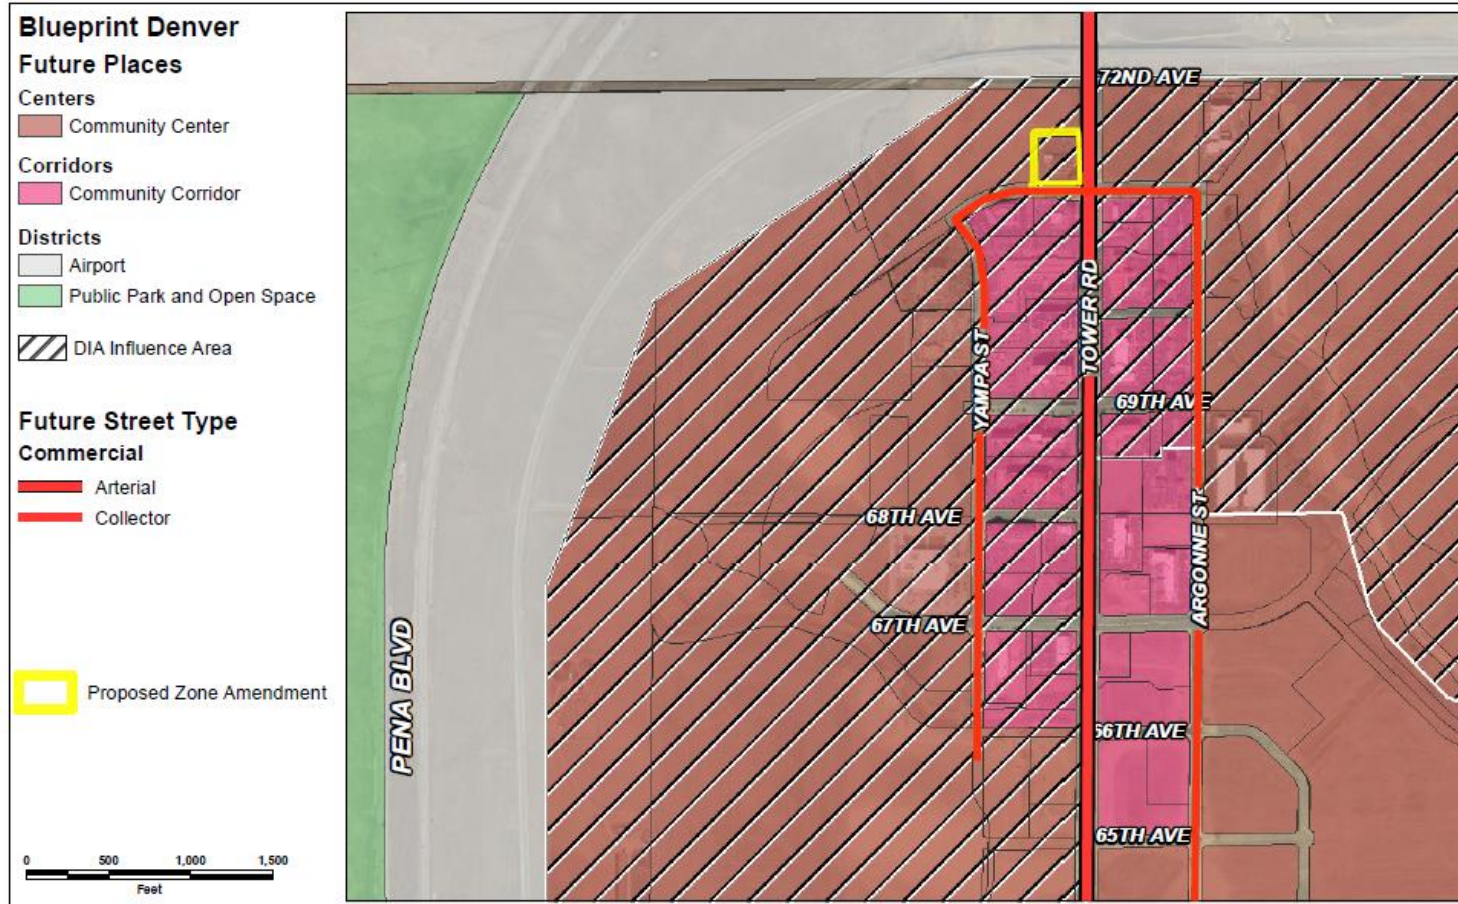 Blueprint Denver
Future Places
Centers
Community Center
Corridors
Community Corridor
Districts
Airport
Public Park and Open Space
DIA Influence Area
Future Street Type
Commercial
Arterial
Collector
Proposed Zone Amendment
0 500 1,000 1,500
Feet
72ND AVE
TOWER RD
YAMPA ST
69TH AVE
68TH AVE
ARGONNE ST
67TH AVE
PENA BLVD
66TH AVE
65TH AVE